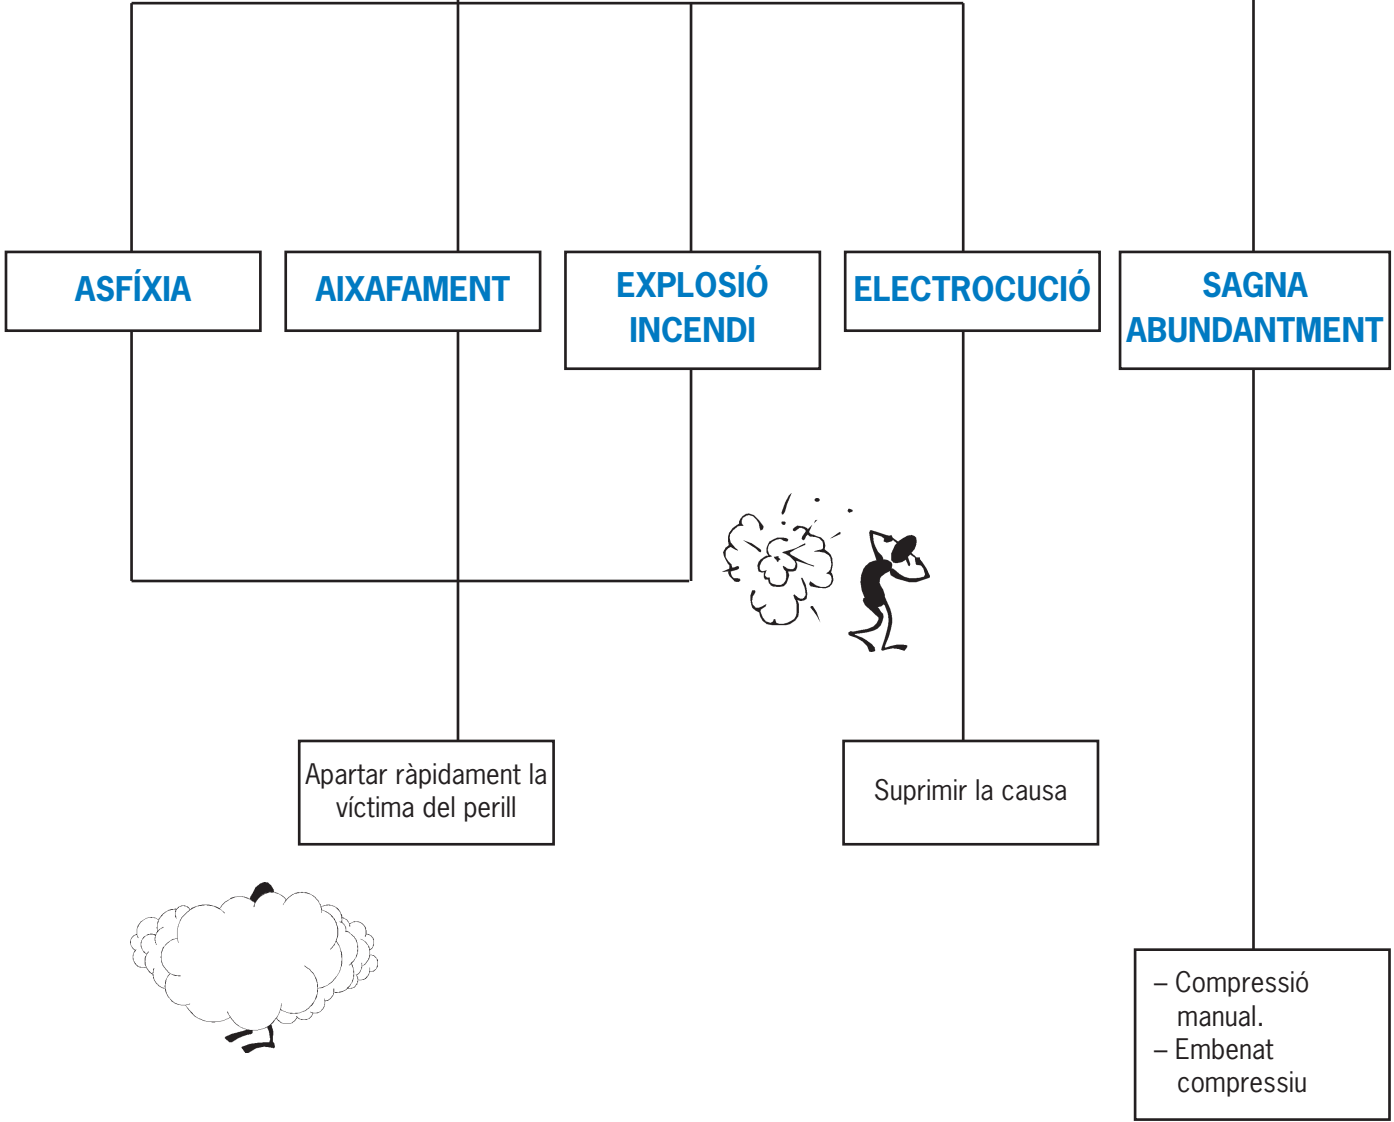 ASFÍXIA
AIXAFAMENT
EXPLOSIÓ
INCENDI
ELECTROCUCIÓ
SAGNA
ABUNDANTMENT
Apartar ràpidament la
víctima del perill
Suprimir la causa
– Compressió
manual.
– Embenat
compressiu